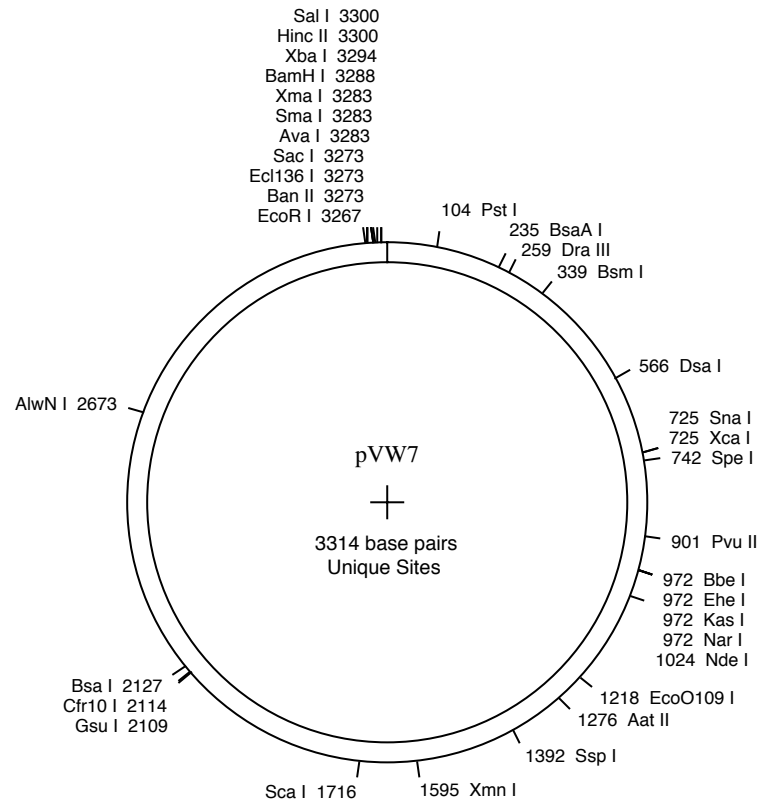 Sal I 3300
Hinc II 3300
Xba I 3294
BamH I 3288
Xma I 3283
Sma I 3283
Ava I 3283
Sac I 3273
Ecl136 I 3273
Ban II 3273
EcoR I 3267
104 Pst I
235 BsaA I
259 Dra III
339 Bsm I
566 Dsa I
AlwN I 2673
725 Sna I
725 Xca I
742 Spe I
pVW7
3314 base pairs
Unique Sites
901 Pvu II
972 Bbe I
972 Ehe I
972 Kas I
972 Nar I
1024 Nde I
Bsa I 2127
Cfr10 I 2114
Gsu I 2109
1218 EcoO109 I
1276 Aat II
1392 Ssp I
Sca I 1716
1595 Xmn I